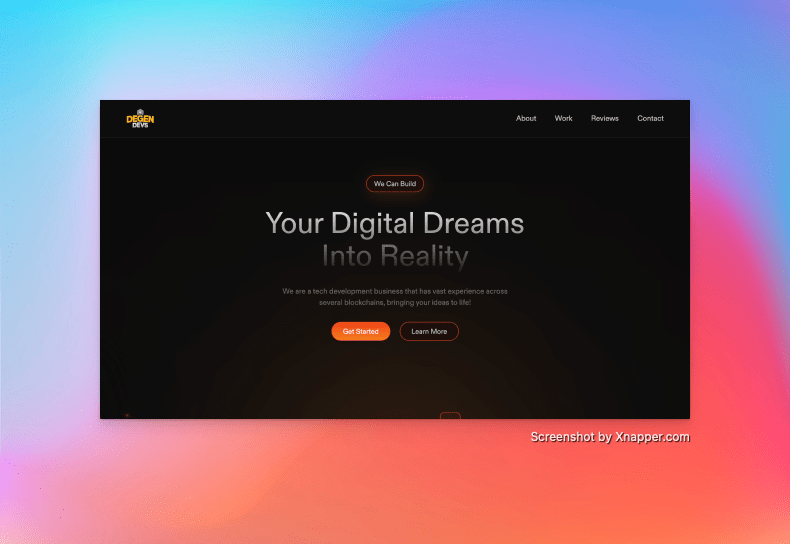 DEGEN
DEVS
About Work Reviews Contact
We Can Build
Your Digital Dreams
Into Reality
We are a tech development business that has vast experience across
several blockchains, bringing your ideas to life!
Get Started Learn More
Screenshot by Xnapper.com